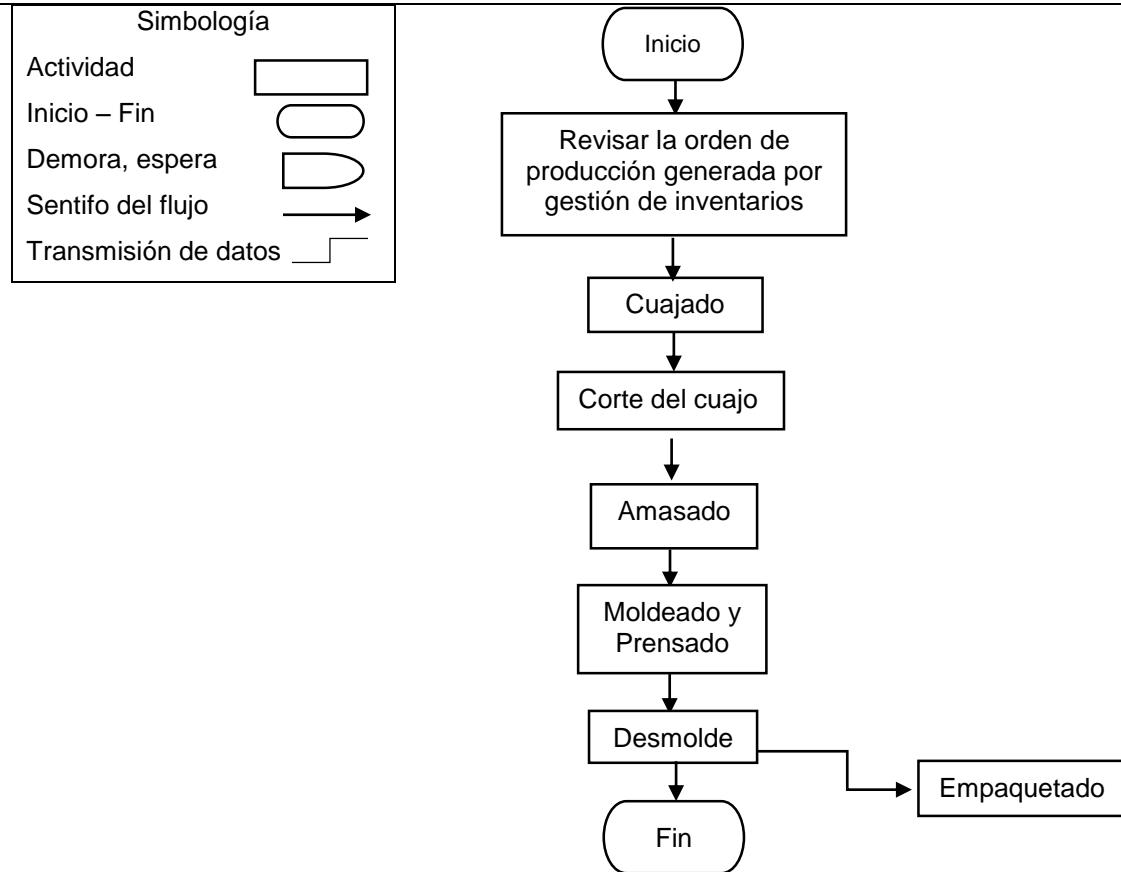 Simbología
Actividad
Inicio – Fin
Demora, espera
Sentifo del flujo
Transmisión de datos
Inicio
Revisar la orden de
producción generada por
gestión de inventarios
Cuajado
Corte del cuajo
Amasado
Moldeado y
Prensado
Desmolde
Empaquetado
Fin